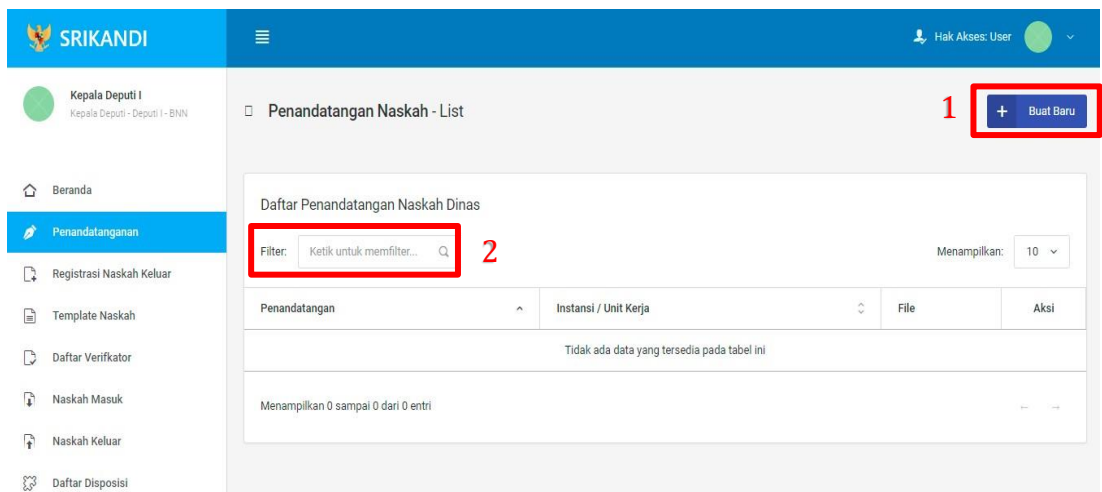 SRIKANDI
Hak Akses: User
Kepala Deputi I
Kepala Deputi - Deputi I - BNN
Penandatangan Naskah - List
1
+ Buat Baru
Beranda
Penandatanganan
Registrasi Naskah Keluar
Template Naskah
Daftar Verifkator
Naskah Masuk
Naskah Keluar
Daftar Disposisi
Daftar Penandatangan Naskah Dinas
Filter: Ketik untuk memfilter... 2
Menampilkan: 10
Penandatangan Instansi / Unit Kerja File Aksi
Tidak ada data yang tersedia pada tabel ini
Menampilkan 0 sampai 0 dari 0 entri
← →